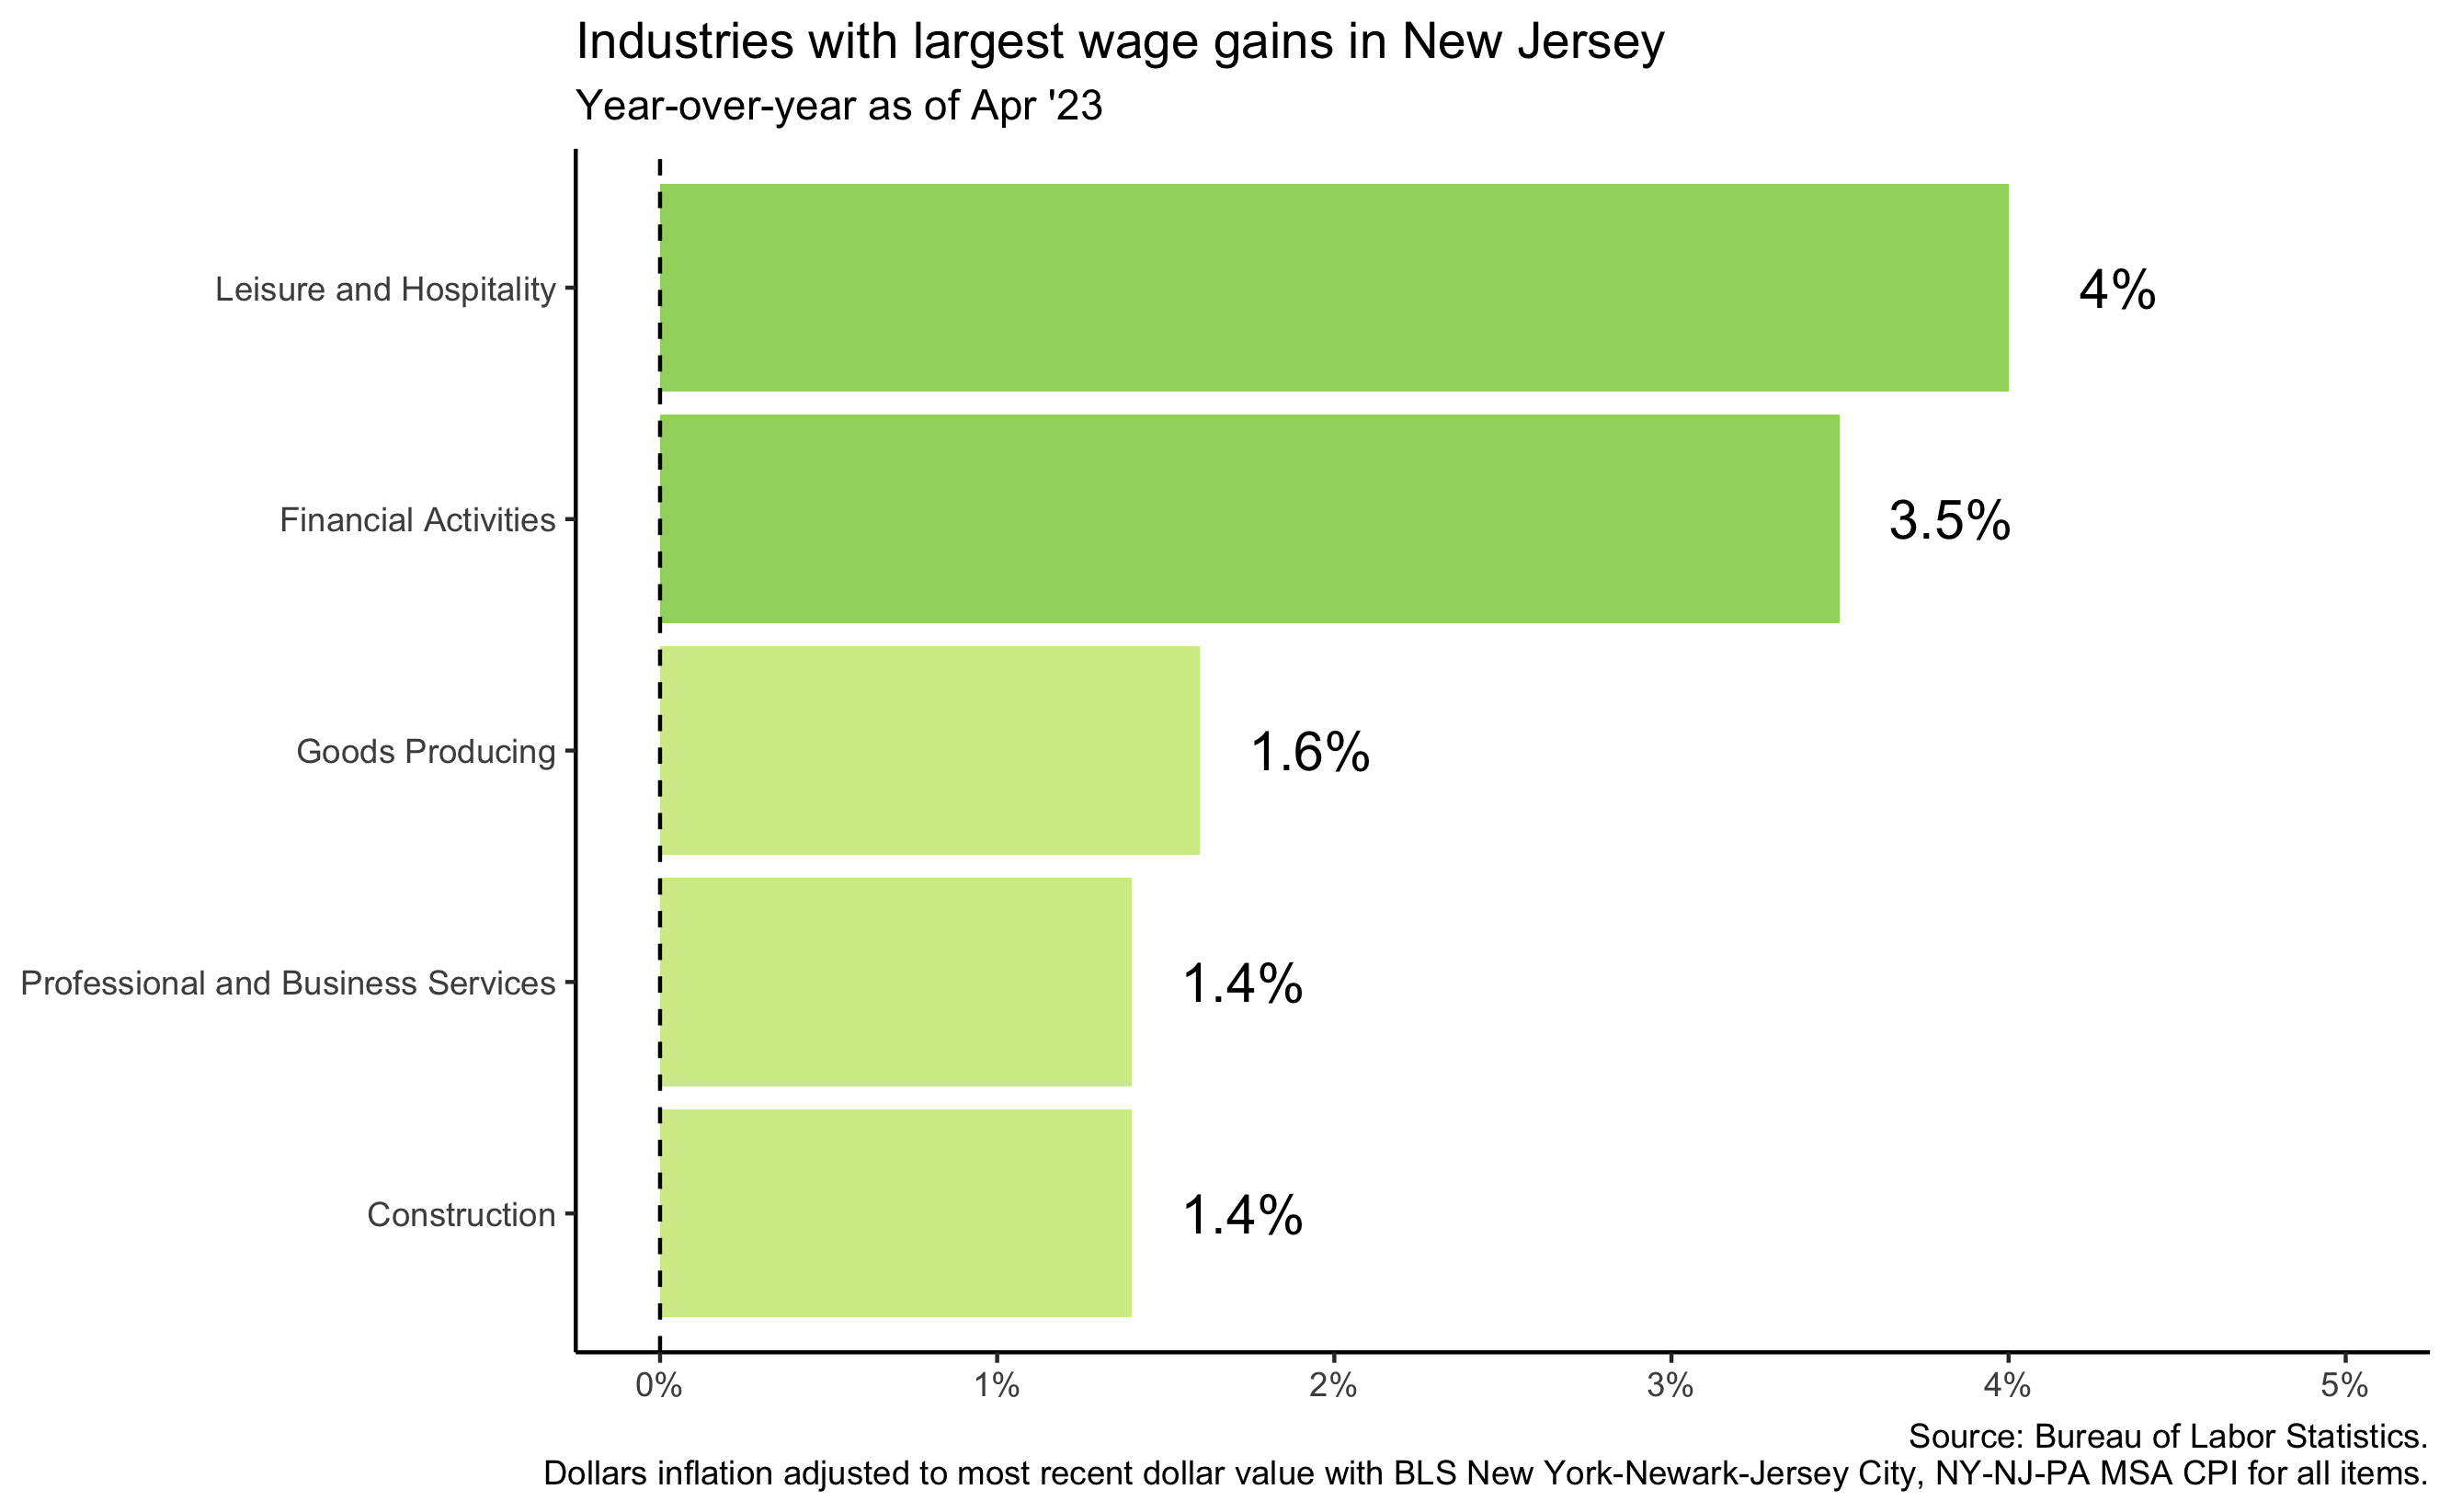 Industries with largest wage gains in New Jersey
Year-over-year as of Apr '23
Leisure and Hospitality
4%
Financial Activities
3.5%
Goods Producing
1.6%
Professional and Business Services
1.4%
Construction
1.4%
0% 1% 2% 3% 4% 5%
Source: Bureau of Labor Statistics.
Dollars inflation adjusted to most recent dollar value with BLS New York-Newark-Jersey City, NY-NJ-PA MSA CPI for all items.